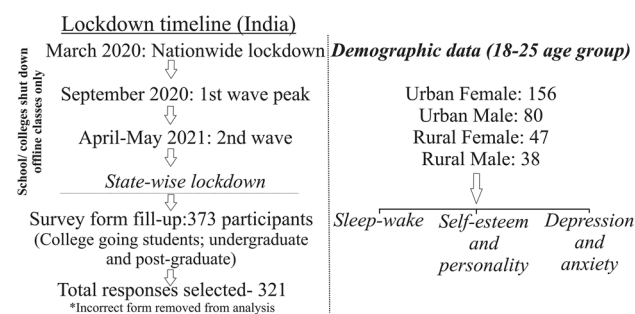 Lockdown timeline (India)
March 2020: Nationwide lockdown
September 2020: 1st wave peak
April-May 2021: 2nd wave
State-wise lockdown
School/ colleges shut down
offline classes only
Survey form fill-up:373 participants
(College going students; undergraduate
and post-graduate)
Total responses selected- 321
*Incorrect form removed from analysis
Demographic data (18-25 age group)
Urban Female: 156
Urban Male: 80
Rural Female: 47
Rural Male: 38
Sleep-wake
Self-esteem
and
personality
Depression
and
anxiety